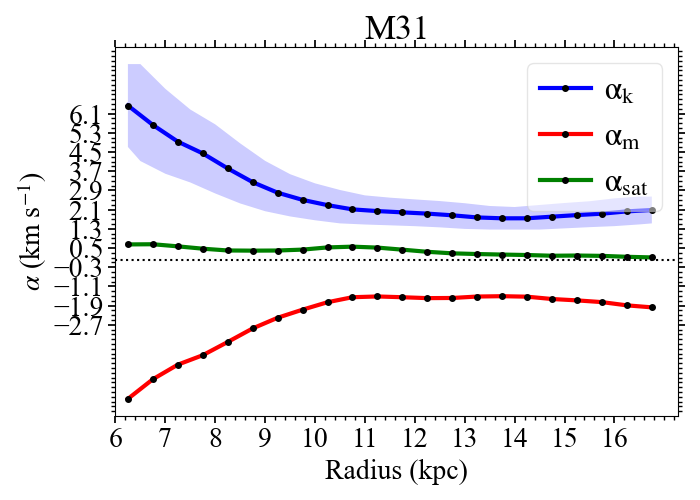 M31
α (km s⁻¹)
6.1
5.3
4.5
3.7
2.9
2.1
1.3
0.5
−0.3
−1.1
−1.9
−2.7
αk
αm
αsat
6 7 8 9 10 11 12 13 14 15 16
Radius (kpc)